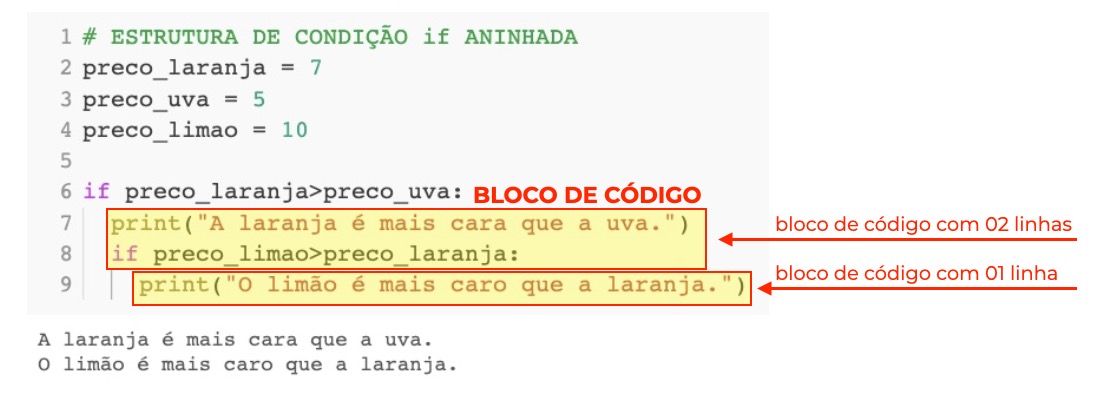 1 # ESTRUTURA DE CONDIÇÃO if ANINHADA
2 preco_laranja = 7
3 preco_uva = 5
4 preco_limao = 10
5
6 if preco_laranja>preco_uva: BLOCO DE CÓDIGO
7 print("A laranja é mais cara que a uva.") bloco de código com 02 linhas
8 if preco_limao>preco_laranja:
9 print("O limão é mais caro que a laranja.") bloco de código com 01 linha
A laranja é mais cara que a uva.
O limão é mais caro que a laranja.